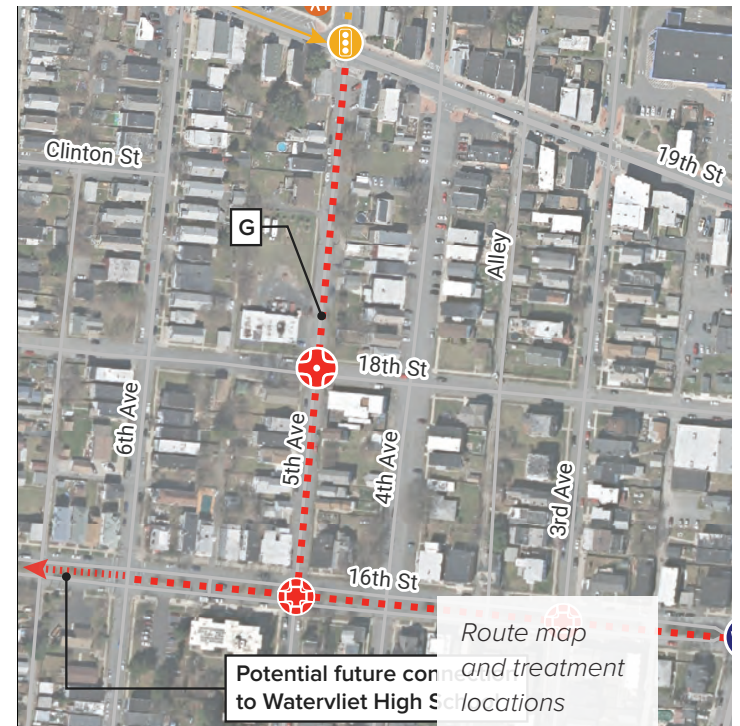 19th St
Clinton St
G
Alley
18th St
6th Ave
5th Ave
4th Ave
3rd Ave
16th St
Potential future
to Watervliet High
Route map
and treatment
locations